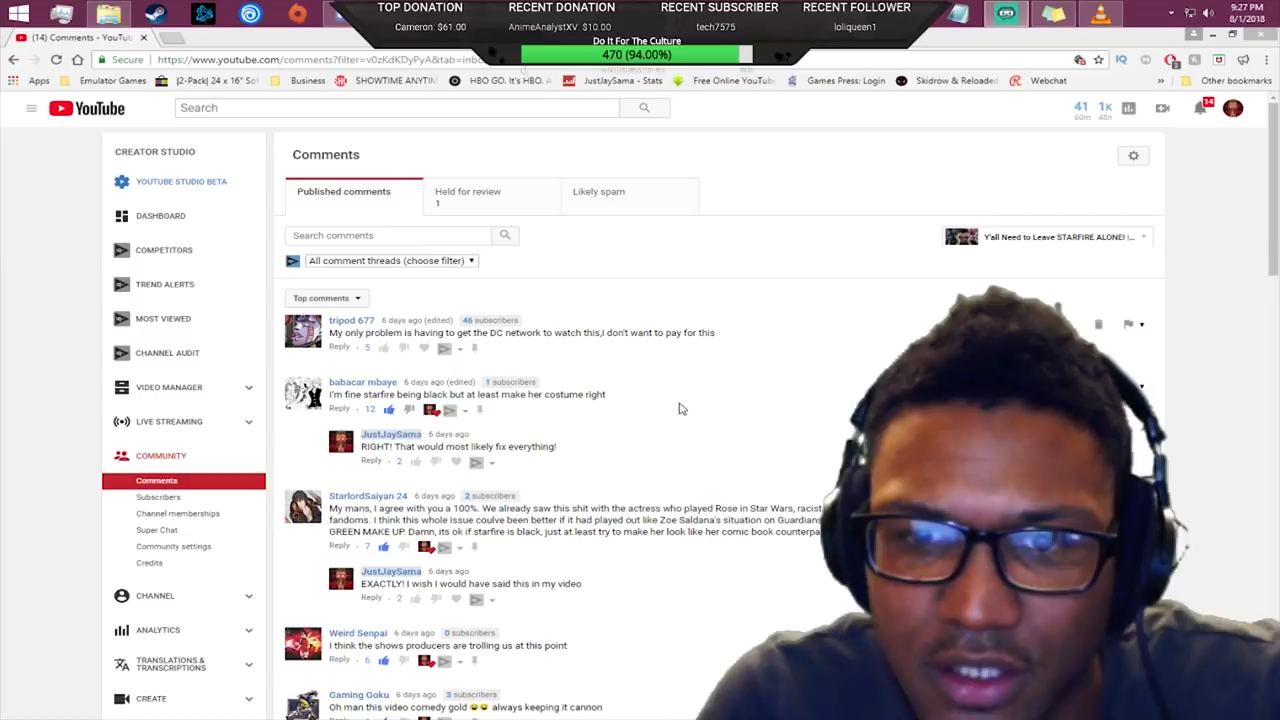 TOP DONATION
Cameron: $61.00
RECENT DONATION
AnimeAnalystXV: $10.00
RECENT SUBSCRIBER
tech7575
RECENT FOLLOWER
loliqueen1
Do It For The Culture
470 (94.00%)
9:27 PM
8/1/2018
(14) Comments - YouTu
Secure
https://www.youtube.com/comments?filter=v0zKdKDyPyA&tab=inbo
Apps
Emulator Games
J2-Pack( 24 x 16" Sof
Business
SHOWTIME ANYTIM
HBO GO. It's HBO. A
JustJaySama - Stats
Free Online YouTub
Games Press: Login
Skidrow & Reloaded
Webchat
Other bookmarks
YouTube
Search
41
60m
1K
48h
14
CREATOR STUDIO
YOUTUBE STUDIO BETA
DASHBOARD
COMPETITORS
TREND ALERTS
MOST VIEWED
CHANNEL AUDIT
VIDEO MANAGER
LIVE STREAMING
COMMUNITY
Comments
Subscribers
Channel memberships
Super Chat
Community settings
Credits
CHANNEL
ANALYTICS
TRANSLATIONS &
TRANSCRIPTIONS
CREATE
Comments
Published comments
Held for review
1
Likely spam
Search comments
Y'all Need to Leave STARFIRE ALONE! |...
All comment threads (choose filter)
Top comments
tripod 677 6 days ago (edited) 46 subscribers
My only problem is having to get the DC network to watch this,I don't want to pay for this
Reply 5
babacar mbaye 6 days ago (edited) 1 subscribers
I'm fine starfire being black but at least make her costume right
Reply 12
JustJaySama 6 days ago
RIGHT! That would most likely fix everything!
Reply 2
StarlordSaiyan 24 6 days ago 2 subscribers
My mans, I agree with you a 100%. We already saw this shit with the actress who played Rose in Star Wars, racist
fandoms. I think this whole issue coulve been better if it had played out like Zoe Saldana's situation on Guardians
GREEN MAKE UP. Damn, its ok if starfire is black, just at least try to make her look like her comic book counterpa
Reply 7
JustJaySama 6 days ago
EXACTLY! I wish I would have said this in my video
Reply 2
Weird Senpai 6 days ago 0 subscribers
I think the shows producers are trolling us at this point
Reply 6
Gaming Goku 6 days ago 3 subscribers
Oh man this video comedy gold 😂😂 always keeping it cannon